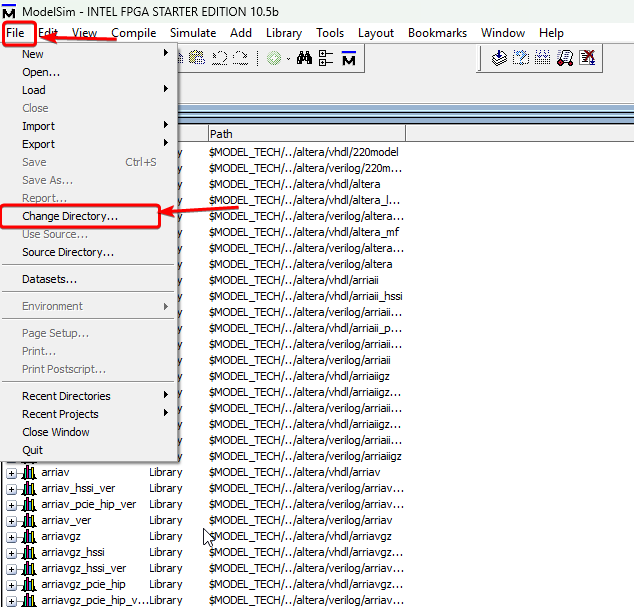 ModelSim - INTEL FPGA STARTER EDITION 10.5b
File Edit View Compile Simulate Add Library Tools Layout Bookmarks Window Help
New
Open...
Load
Close
Import
Export
Save Ctrl+S
Save As...
Report...
Change Directory...
Use Source...
Source Directory...
Datasets...
Environment
Page Setup...
Print...
Print Postscript...
Recent Directories
Recent Projects
Close Window
Quit
Path
y $MODEL_TECH/../altera/vhdl/220model
y $MODEL_TECH/../altera/verilog/220m...
y $MODEL_TECH/../altera/vhdl/altera
y $MODEL_TECH/../altera/vhdl/altera_l...
y $MODEL_TECH/../altera/verilog/altera...
y $MODEL_TECH/../altera/vhdl/altera_mf
y $MODEL_TECH/../altera/verilog/altera...
y $MODEL_TECH/../altera/verilog/altera
y $MODEL_TECH/../altera/vhdl/arriaii
y $MODEL_TECH/../altera/vhdl/arriaii_hssi
y $MODEL_TECH/../altera/verilog/arriaii...
y $MODEL_TECH/../altera/vhdl/arriaii_p...
y $MODEL_TECH/../altera/verilog/arriaii...
y $MODEL_TECH/../altera/verilog/arriaii
y $MODEL_TECH/../altera/vhdl/arriaiigz
y $MODEL_TECH/../altera/vhdl/arriaiigz...
y $MODEL_TECH/../altera/verilog/arriaii...
y $MODEL_TECH/../altera/vhdl/arriaiigz...
y $MODEL_TECH/../altera/verilog/arriaii...
y $MODEL_TECH/../altera/verilog/arriaiigz
arriav Library $MODEL_TECH/../altera/vhdl/arriav
arriav_hssi_ver Library $MODEL_TECH/../altera/verilog/arriav...
arriav_pcie_hip_ver Library $MODEL_TECH/../altera/verilog/arriav...
arriav_ver Library $MODEL_TECH/../altera/verilog/arriav
arriavgz Library $MODEL_TECH/../altera/vhdl/arriavgz
arriavgz_hssi Library $MODEL_TECH/../altera/vhdl/arriavgz...
arriavgz_hssi_ver Library $MODEL_TECH/../altera/verilog/arriav...
arriavgz_pcie_hip Library $MODEL_TECH/../altera/vhdl/arriavgz...
arriavgz_pcie_hip_v... Library $MODEL_TECH/../altera/verilog/arriav...